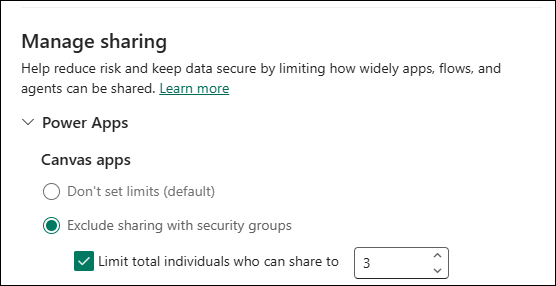 Manage sharing
Help reduce risk and keep data secure by limiting how widely apps, flows, and
agents can be shared. Learn more
Power Apps
Canvas apps
Don't set limits (default)
Exclude sharing with security groups
Limit total individuals who can share to 3